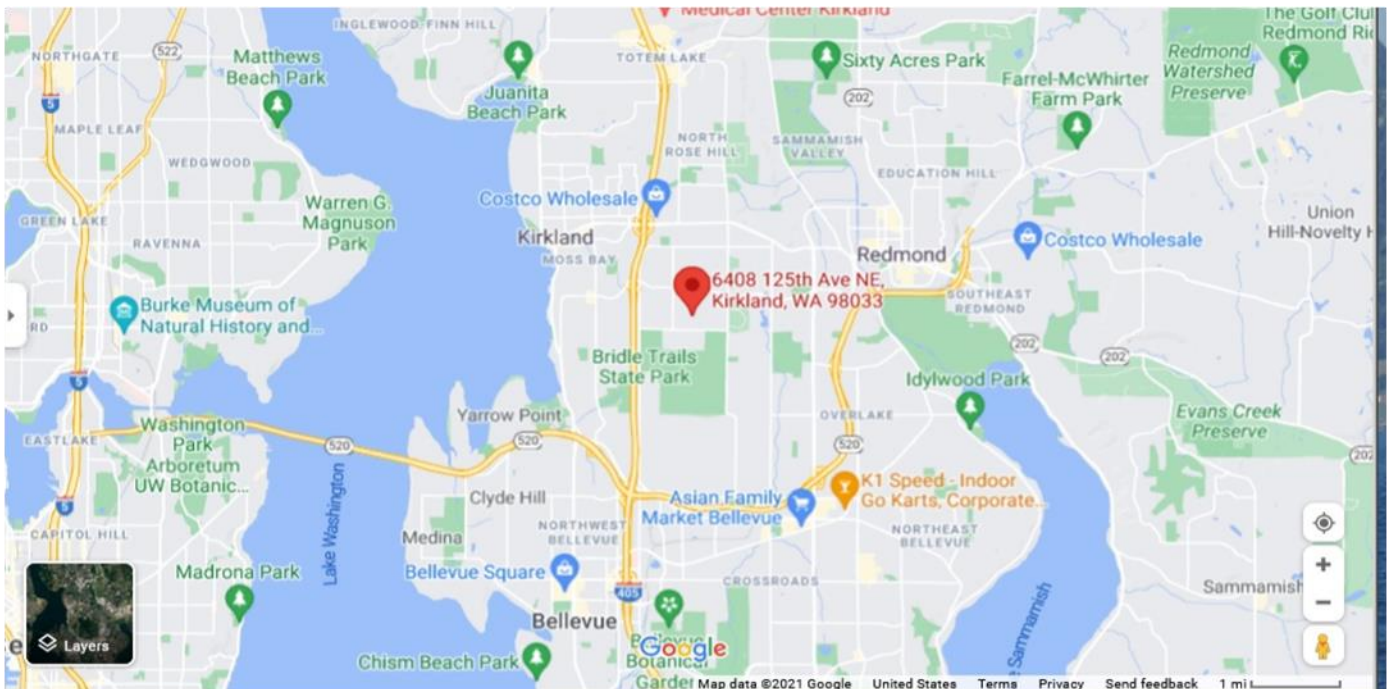 Medical Center Kirkland
INGLEWOOD-FINN HILL
The Golf Clu
Redmond Ri
NORTHGATE
522
Matthews
Beach Park
TOTEM LAKE
Sixty Acres Park
Redmond
Watershed
Preserve
Juanita
Beach Park
Farrel-McWhirter
Farm Park
5
202
MAPLE LEAF
NORTH
ROSE HILL
SAMMAMISH
VALLEY
WEDGWOOD
EDUCATION HILL
Warren G.
Magnuson
Park
Costco Wholesale
GREEN LAKE
Union
Hill-Novelty H
Kirkland
RAVENNA
Costco Wholesale
MOSS BAY
Redmond
6408 125th Ave NE,
Kirkland, WA 98033
SOUTHEAST
REDMOND
Burke Museum of
Natural History and...
RD
202
202
Bridle Trails
State Park
5
Idylwood Park
Yarrow Point
OVERLAKE
Evans Creek
Preserve
Washington
Park
Arboretum
UW Botanic...
EASTLAKE
520
520
520
202
K1 Speed - Indoor
Go Karts, Corporate...
Asian Family
Market Bellevue
Clyde Hill
5
Lake Washington
NORTHWEST
BELLEVUE
NORTHEAST
BELLEVUE
CAPITOL HILL
Medina
Madrona Park
Bellevue Square
CROSSROADS
405
Sammamish
e Sammamish
Bellevue
Layers
e
Google
Chism Beach Park
Bellevue
Botanical
Garden
Map data ©2021 Google
United States
Terms
Privacy
Send feedback
1 mi